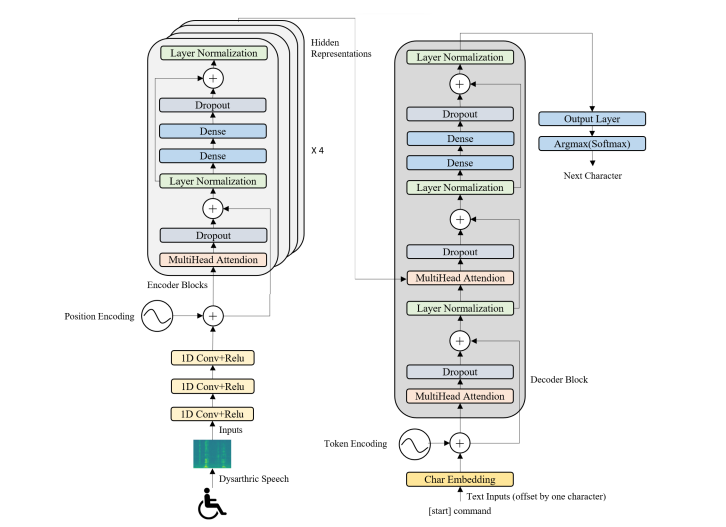 Layer Normalization
+
Dropout
Dense
Dense
Layer Normalization
+
Dropout
MultiHead Attendion
Encoder Blocks
Hidden
Representations
X 4
Position Encoding
+
1D Conv+Relu
1D Conv+Relu
1D Conv+Relu
Inputs
Dysarthric Speech
Layer Normalization
+
Dropout
Dense
Dense
Layer Normalization
+
Dropout
MultiHead Attendion
Layer Normalization
+
Dropout
MultiHead Attendion
Decoder Block
Token Encoding
+
Char Embedding
Text Inputs (offset by one character)
[start] command
Output Layer
Argmax(Softmax)
Next Character